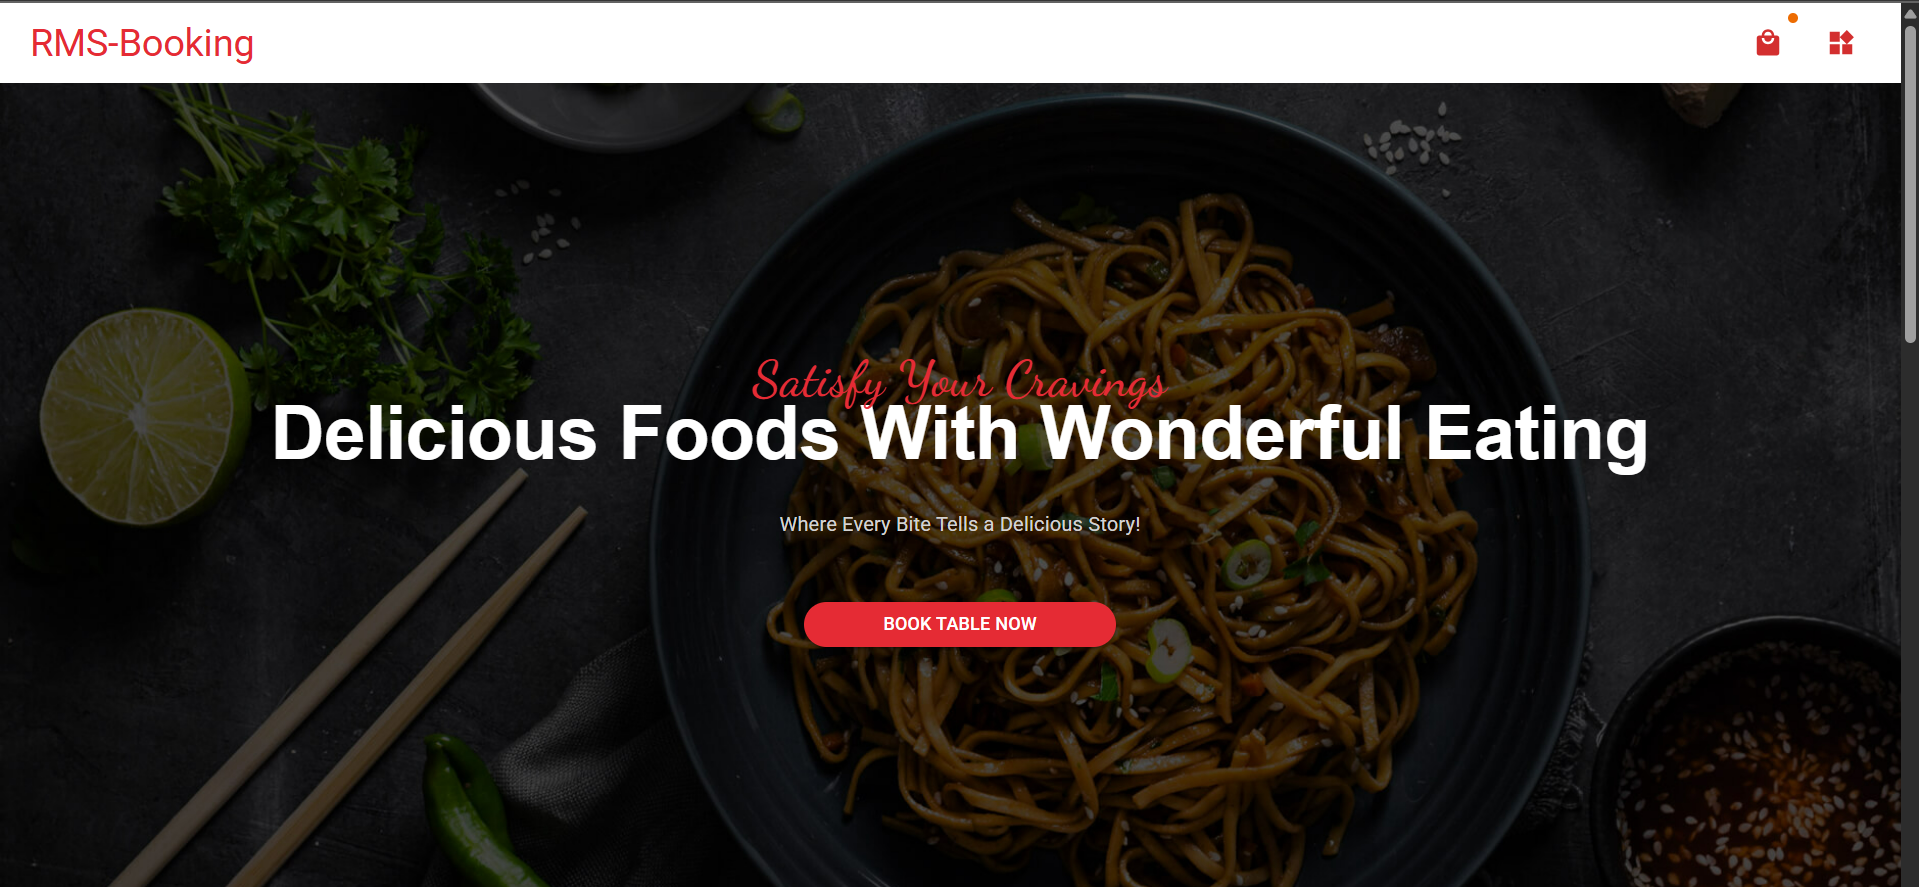 RMS-Booking
Satisfy Your Cravings
Delicious Foods With Wonderful Eating
Where Every Bite Tells a Delicious Story!
BOOK TABLE NOW